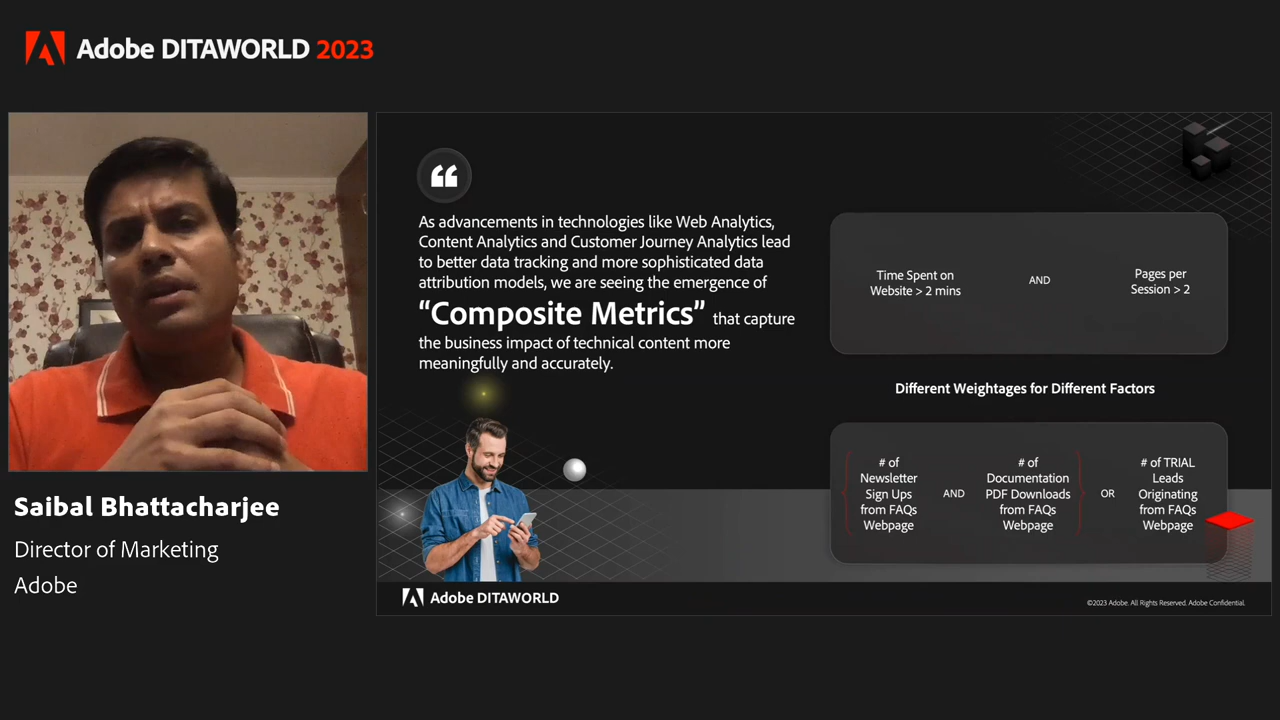 Adobe DITAWORLD 2023
As advancements in technologies like Web Analytics,
Content Analytics and Customer Journey Analytics lead
to better data tracking and more sophisticated data
attribution models, we are seeing the emergence of
“Composite Metrics” that capture
the business impact of technical content more
meaningfully and accurately.
Time Spent on
Website > 2 mins
AND
Pages per
Session > 2
Different Weightages for Different Factors
# of
Newsletter
Sign Ups
from FAQs
Webpage
AND
# of
Documentation
PDF Downloads
from FAQs
Webpage
OR
# of TRIAL
Leads
Originating
from FAQs
Webpage
Saibal Bhattacharjee
Director of Marketing
Adobe
Adobe DITAWORLD
©2023 Adobe. All Rights Reserved. Adobe Confidential.